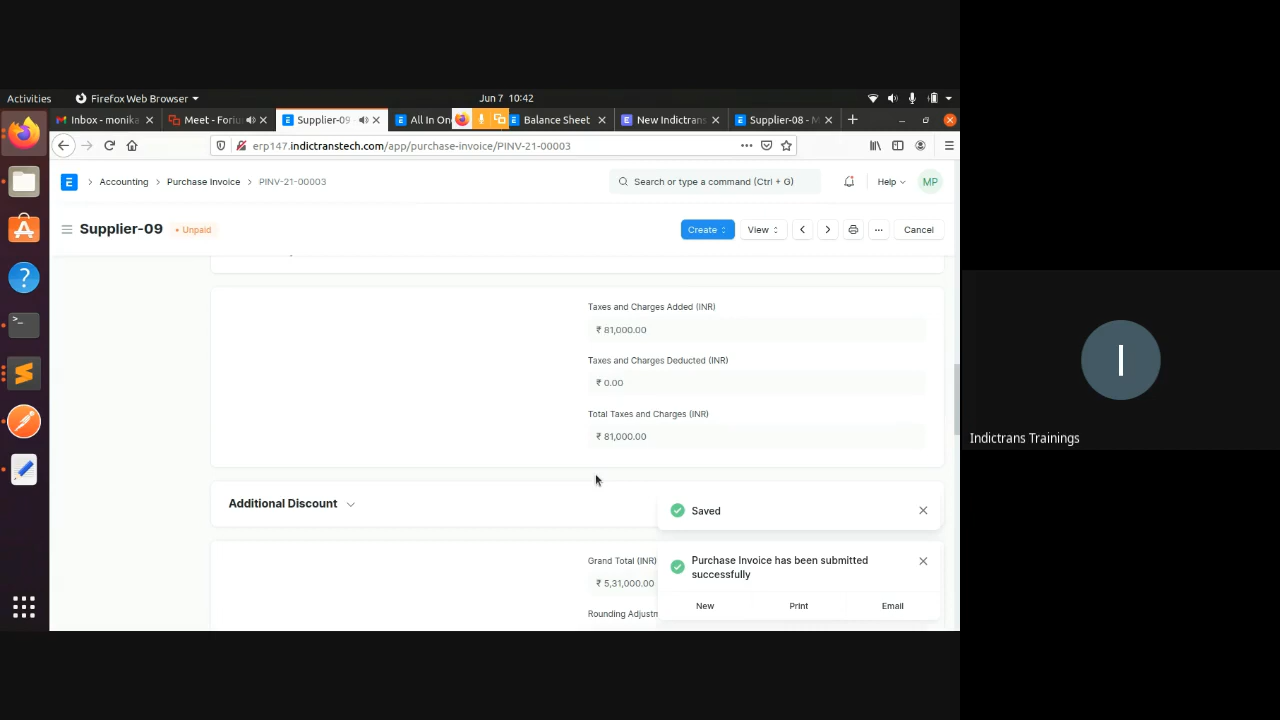 Activities
Firefox Web Browser
Jun 7 10:42
Inbox - monika
Meet - Foriu
Supplier-09
All In On
Balance Sheet
New Indictrans
Supplier-08 - M
erp147.indictranstech.com/app/purchase-invoice/PINV-21-00003
E
Accounting
Purchase Invoice
PINV-21-00003
Search or type a command (Ctrl + G)
Help
MP
Supplier-09
Unpaid
Create
View
Cancel
Taxes and Charges Added (INR)
₹ 81,000.00
Taxes and Charges Deducted (INR)
₹ 0.00
Total Taxes and Charges (INR)
₹ 81,000.00
Additional Discount
Saved
Grand Total (INR)
₹ 5,31,000.00
Purchase Invoice has been submitted
successfully
New
Print
Email
Rounding Adjustm
I
Indictrans Trainings